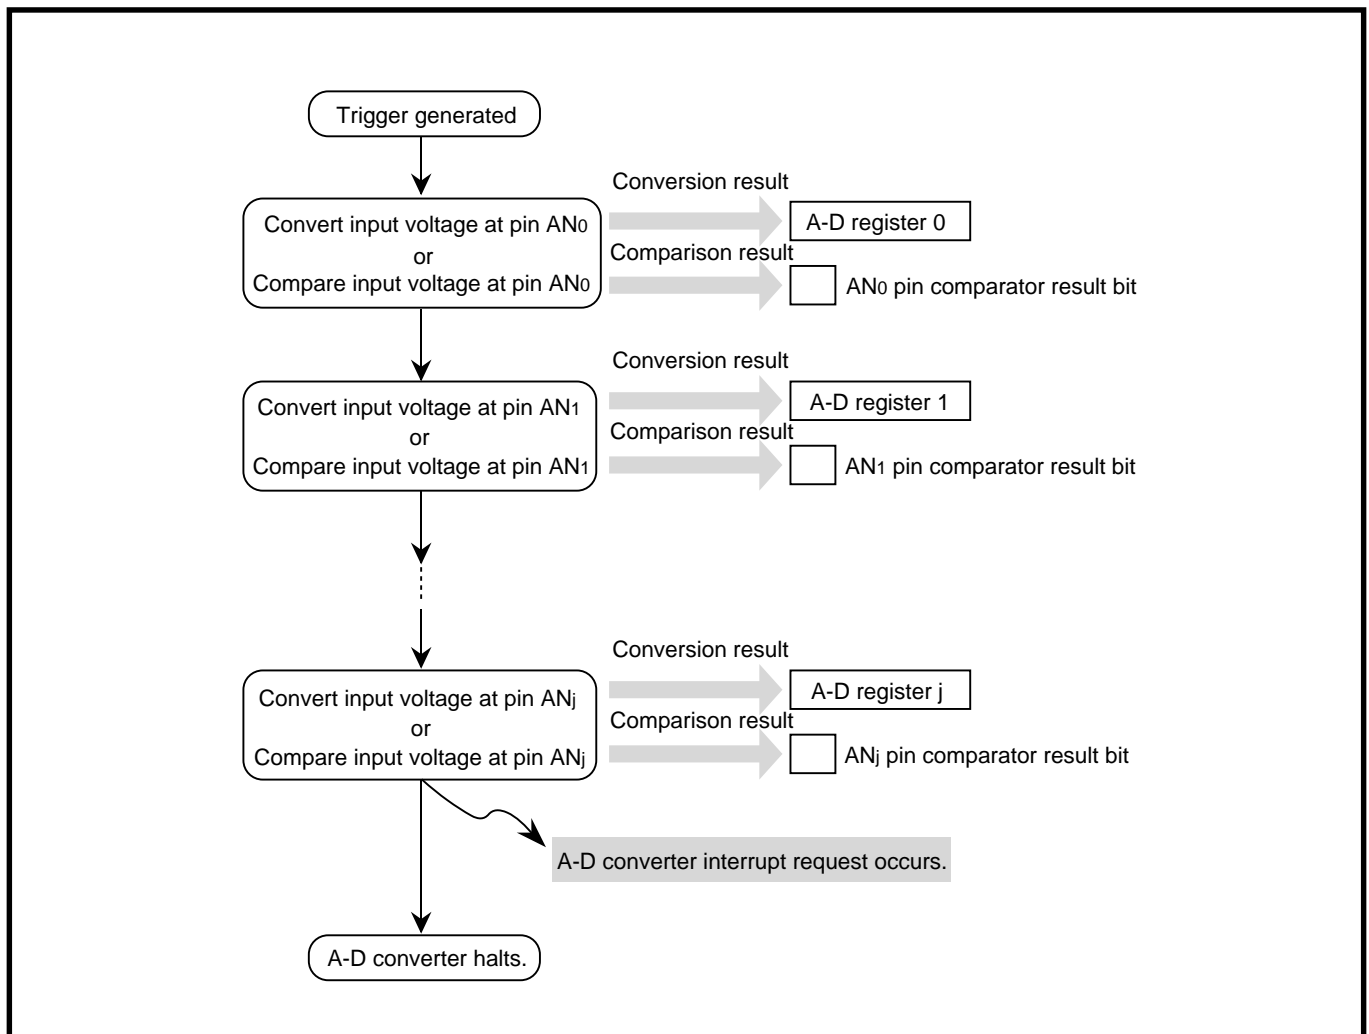 Trigger generated
Conversion result
Convert input voltage at pin AN0
A-D register 0
or
Comparison result
Compare input voltage at pin AN0
AN0 pin comparator result bit
Conversion result
Convert input voltage at pin AN1
A-D register 1
or
Comparison result
Compare input voltage at pin AN1
AN1 pin comparator result bit
Conversion result
Convert input voltage at pin ANj
A-D register j
or
Comparison result
Compare input voltage at pin ANj
ANj pin comparator result bit
A-D converter interrupt request occurs.
A-D converter halts.